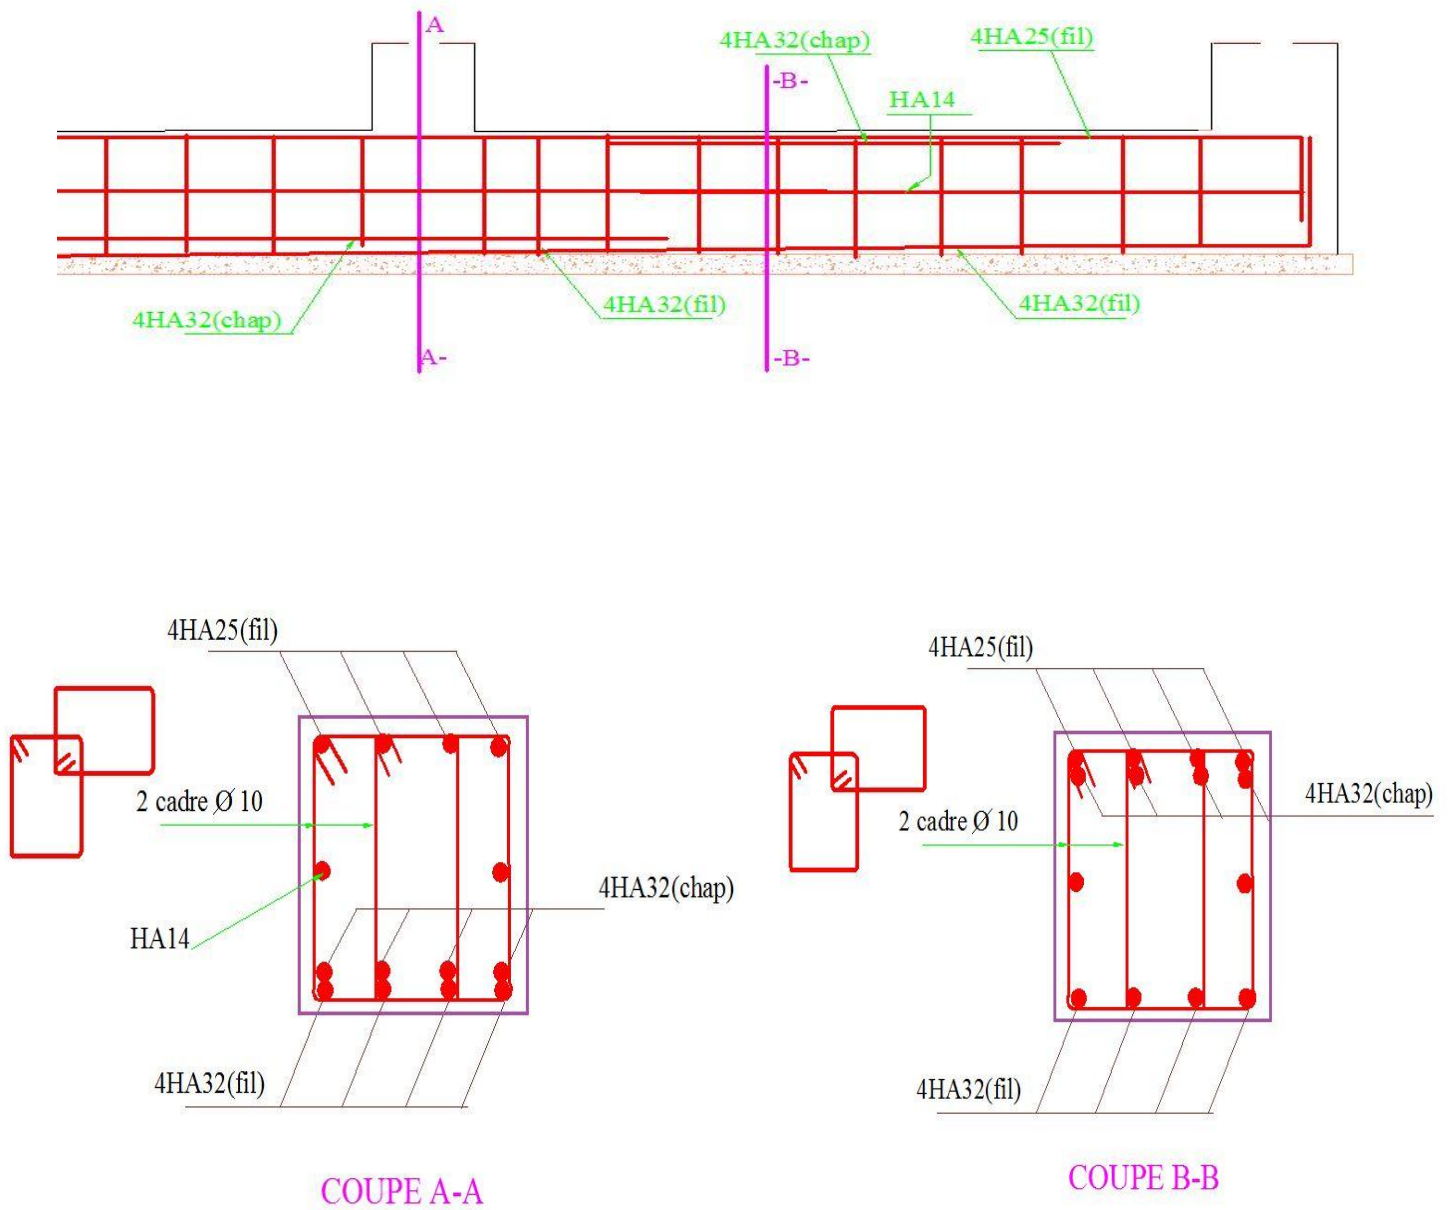 A
4HA32(chap)
4HA25(fil)
-B-
HA14
4HA32(chap)
4HA32(fil)
4HA32(fil)
A-
-B-
4HA25(fil)
4HA25(fil)
2 cadre Ø 10
4HA32(chap)
2 cadre Ø 10
4HA32(chap)
HA14
4HA32(fil)
4HA32(fil)
COUPE A-A
COUPE B-B